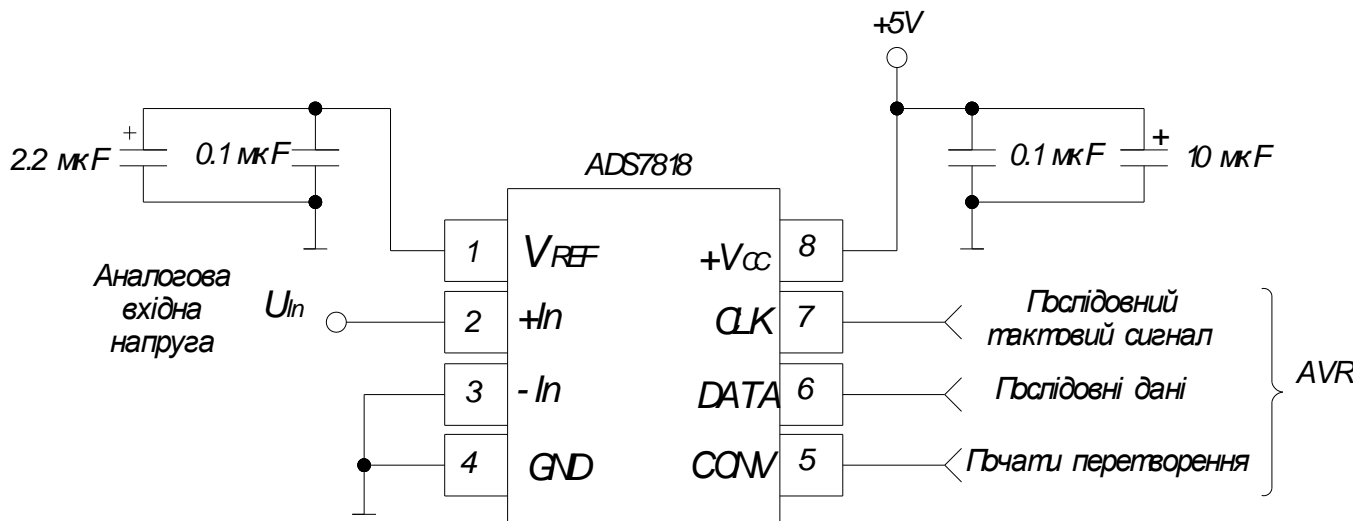 +5V
+
2.2 мкF
0.1 мкF
0.1 мкF
+
10 мкF
ADS7818
1
VREF
+VCC
8
Аналогова
вхідна
напруга
UIn
2
+In
CLK
7
Послідовний
тактовий сигнал
3
- In
DATA
6
Послідовні дані
AVR
4
GND
CONV
5
Почати перетворення